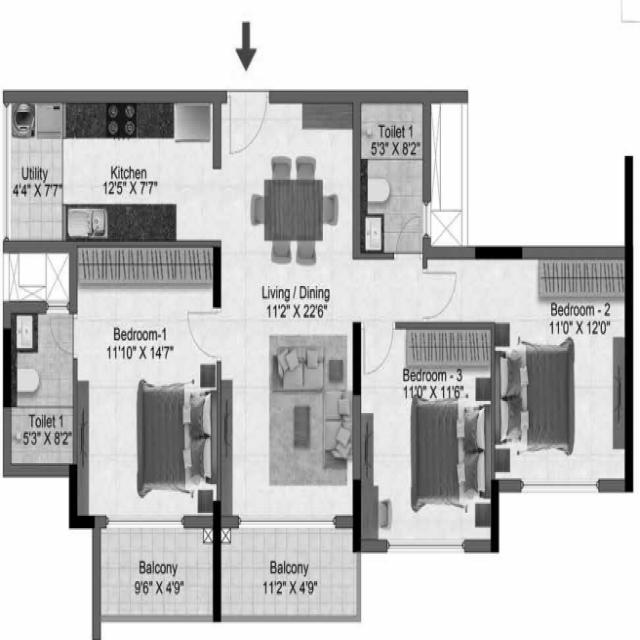 Toilet 1
5'3" X 8'2"
Utility
4'4" X 7'7"
Kitchen
12'5" X 7'7"
Living / Dining
11'2" X 22'6"
Bedroom - 2
11'0" X 12'0"
Bedroom-1
11'10" X 14'7"
Bedroom - 3
11'0" X 11'6"
Toilet 1
5'3" X 8'2"
Balcony
9'6" X 4'9"
Balcony
11'2" X 4'9"